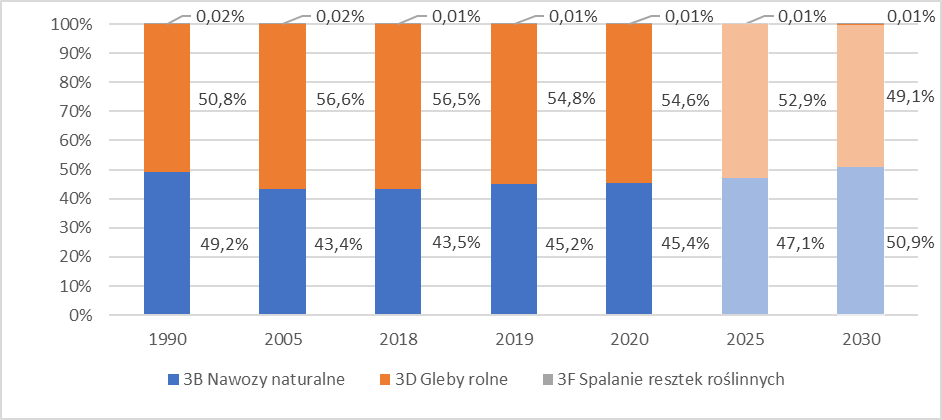 0,02% 0,02% 0,01% 0,01% 0,01% 0,01% 0,01%
100%
90%
80%
70%
50,8% 56,6% 56,5% 54,8% 54,6% 52,9% 49,1%
60%
50%
40%
30%
49,2% 43,4% 43,5% 45,2% 45,4% 47,1% 50,9%
20%
10%
0%
1990 2005 2018 2019 2020 2025 2030
3B Nawozy naturalne 3D Gleby rolne 3F Spalanie resztek roślinnych